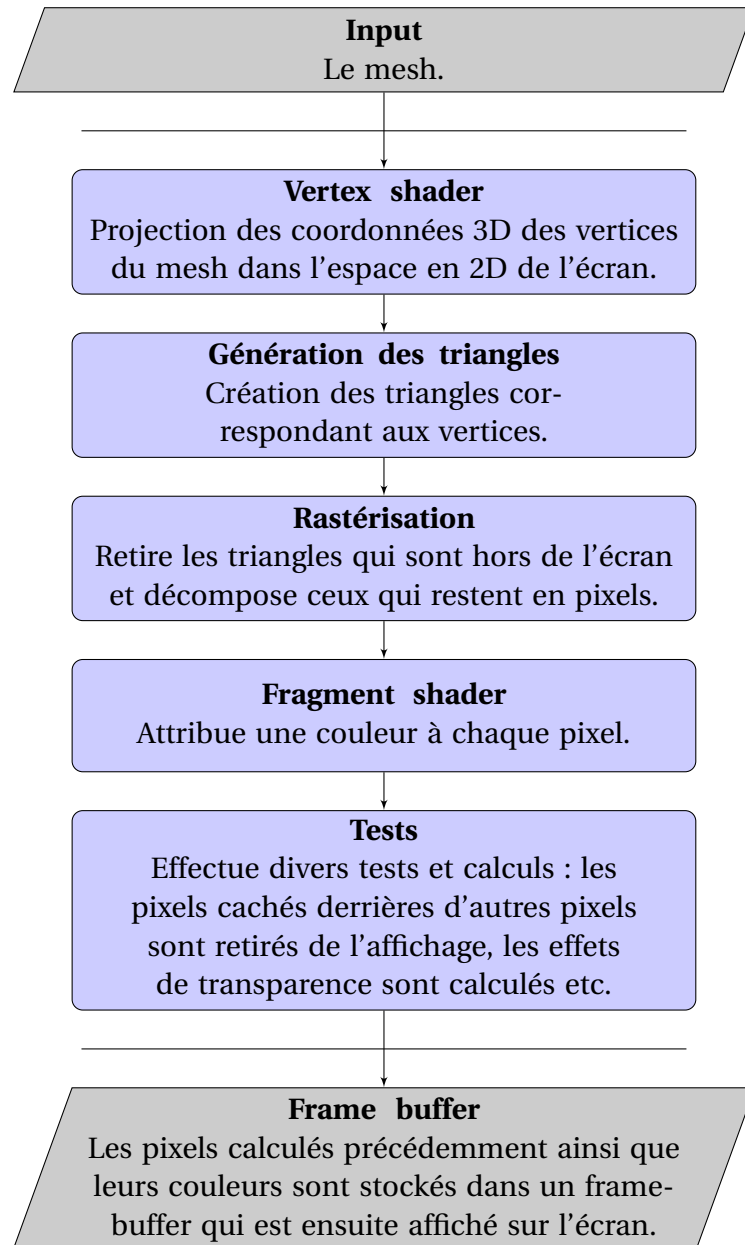 Input
Le mesh.
Vertex shader
Projection des coordonnées 3D des vertices
du mesh dans l'espace en 2D de l'écran.
Génération des triangles
Création des triangles cor-
respondant aux vertices.
Rastérisation
Retire les triangles qui sont hors de l'écran
et décompose ceux qui restent en pixels.
Fragment shader
Attribue une couleur à chaque pixel.
Tests
Effectue divers tests et calculs : les
pixels cachés derrières d'autres pixels
sont retirés de l'affichage, les effets
de transparence sont calculés etc.
Frame buffer
Les pixels calculés précédemment ainsi que
leurs couleurs sont stockés dans un frame-
buffer qui est ensuite affiché sur l'écran.